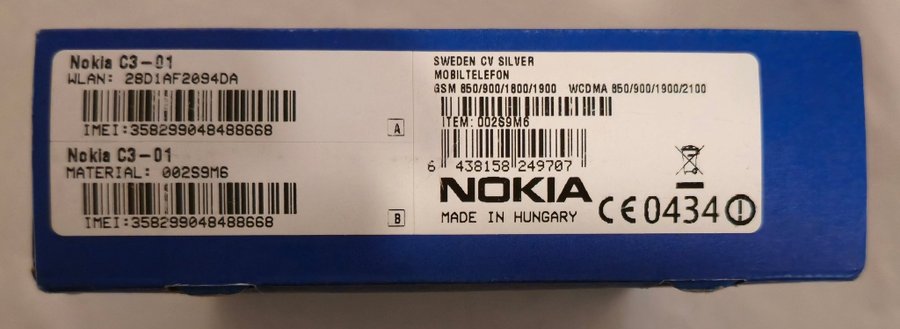 Nokia C3-01
WLAN: 28D1AF2094DA
IMEI:358299048488668
A
Nokia C3-01
MATERIAL: 002S9M6
IMEI:358299048488668
B
SWEDEN CV SILVER
MOBILTELEFON
GSM 850/900/1800/1900 WCDMA 850/900/1900/2100
ITEM: 002S9M6
6 438158 249707
NOKIA
MADE IN HUNGARY
CE0434